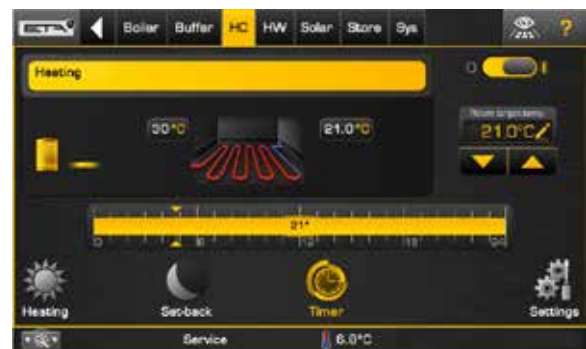 ETA Boiler Buffer HC HW Solar Store Sys ?
Heating
O I
30°C 21.0°C
Room target temp.
21.0°C
21°
0 6 12 18 24
Heating Set-back Timer Settings
Service 6.0°C